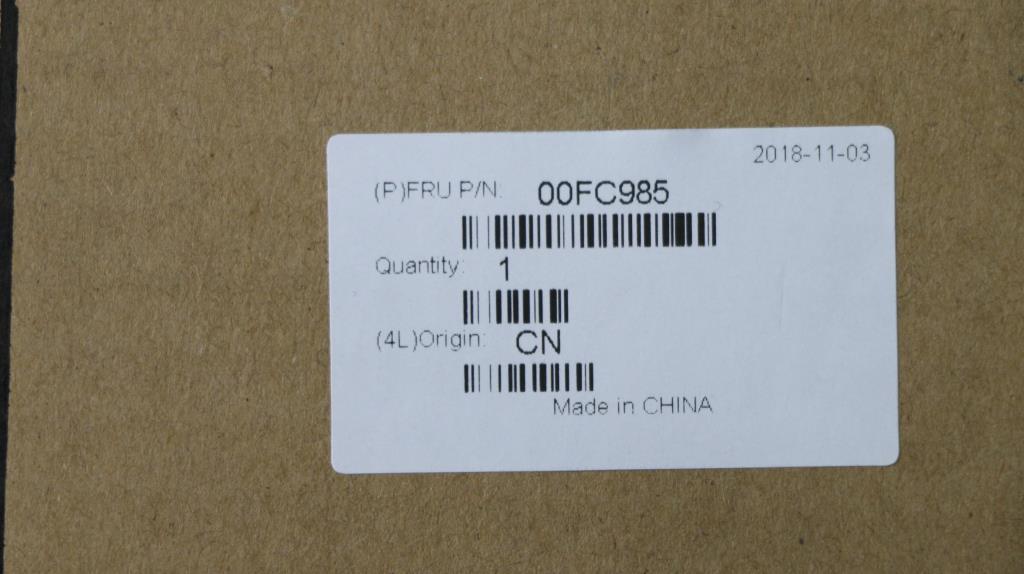 2018-11-03
(P)FRU P/N: 00FC985
Quantity: 1
(4L)Origin: CN
Made in CHINA